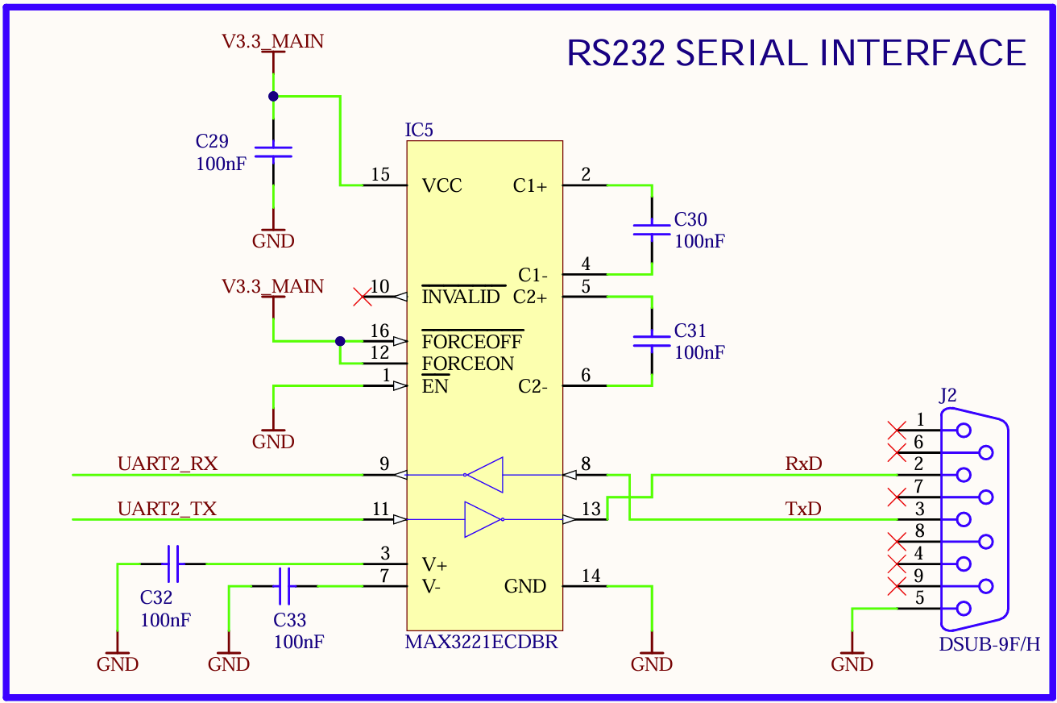 RS232 SERIAL INTERFACE
V3.3_MAIN
C29
100nF
GND
IC5
15
VCC
C1+
2
C30
100nF
V3.3_MAIN
10
INVALID
C1-
4
C2+
5
16
FORCEOFF
12
FORCEON
1
EN
C31
100nF
C2-
6
GND
UART2_RX
9
8
RxD
UART2_TX
11
13
TxD
3
V+
7
V-
GND
14
C32
100nF
C33
100nF
MAX3221ECDBR
GND
GND
GND
GND
J2
1
6
2
7
3
8
4
9
5
DSUB-9F/H